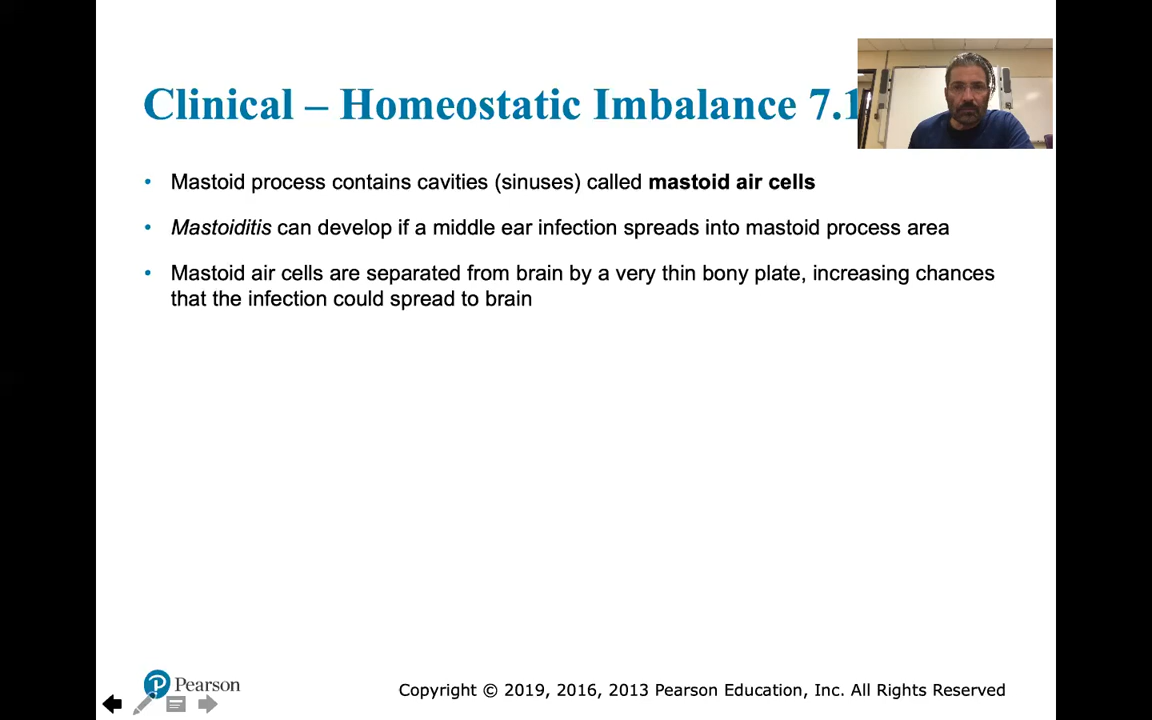 Clinical – Homeostatic Imbalance 7.1
• Mastoid process contains cavities (sinuses) called mastoid air cells
• Mastoiditis can develop if a middle ear infection spreads into mastoid process area
• Mastoid air cells are separated from brain by a very thin bony plate, increasing chances
that the infection could spread to brain
Pearson
Copyright © 2019, 2016, 2013 Pearson Education, Inc. All Rights Reserved